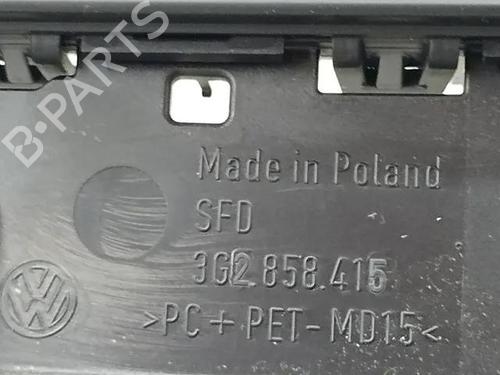 B-PARTS
Made in Poland
SFD
3G2.858.415
>PC+PET-MD15<